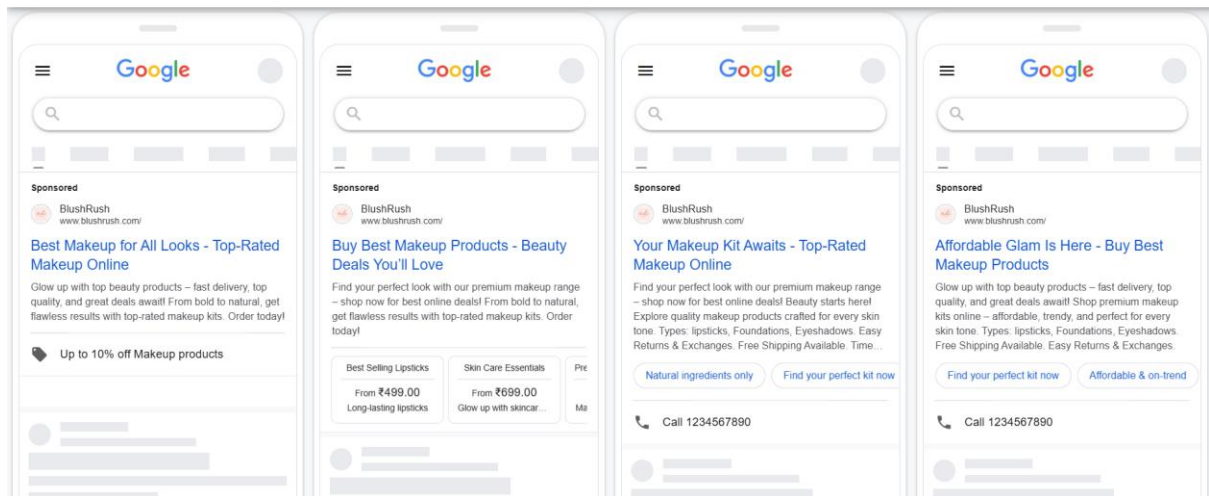 Google
Sponsored
BlushRush
www.blushrush.com/
Best Makeup for All Looks - Top-Rated
Makeup Online
Glow up with top beauty products – fast delivery, top
quality, and great deals await! From bold to natural, get
flawless results with top-rated makeup kits. Order today!
Up to 10% off Makeup products
Google
Sponsored
BlushRush
www.blushrush.com/
Buy Best Makeup Products - Beauty
Deals You'll Love
Find your perfect look with our premium makeup range
– shop now for best online deals! From bold to natural,
get flawless results with top-rated makeup kits. Order
today!
Best Selling Lipsticks
From ₹499.00
Long-lasting lipsticks
Skin Care Essentials
From ₹699.00
Glow up with skincar...
Pre
Ma
Google
Sponsored
BlushRush
www.blushrush.com/
Your Makeup Kit Awaits - Top-Rated
Makeup Online
Find your perfect look with our premium makeup range
– shop now for best online deals! Beauty starts here!
Explore quality makeup products crafted for every skin
tone. Types: lipsticks, Foundations, Eyeshadows. Easy
Returns & Exchanges. Free Shipping Available. Time...
Natural ingredients only
Find your perfect kit now
Call 1234567890
Google
Sponsored
BlushRush
www.blushrush.com/
Affordable Glam Is Here - Buy Best
Makeup Products
Glow up with top beauty products – fast delivery, top
quality, and great deals await! Shop premium makeup
kits online – affordable, trendy, and perfect for every
skin tone. Types: lipsticks, Foundations, Eyeshadows.
Free Shipping Available. Easy Returns & Exchanges.
Find your perfect kit now
Affordable & on-trend
Call 1234567890